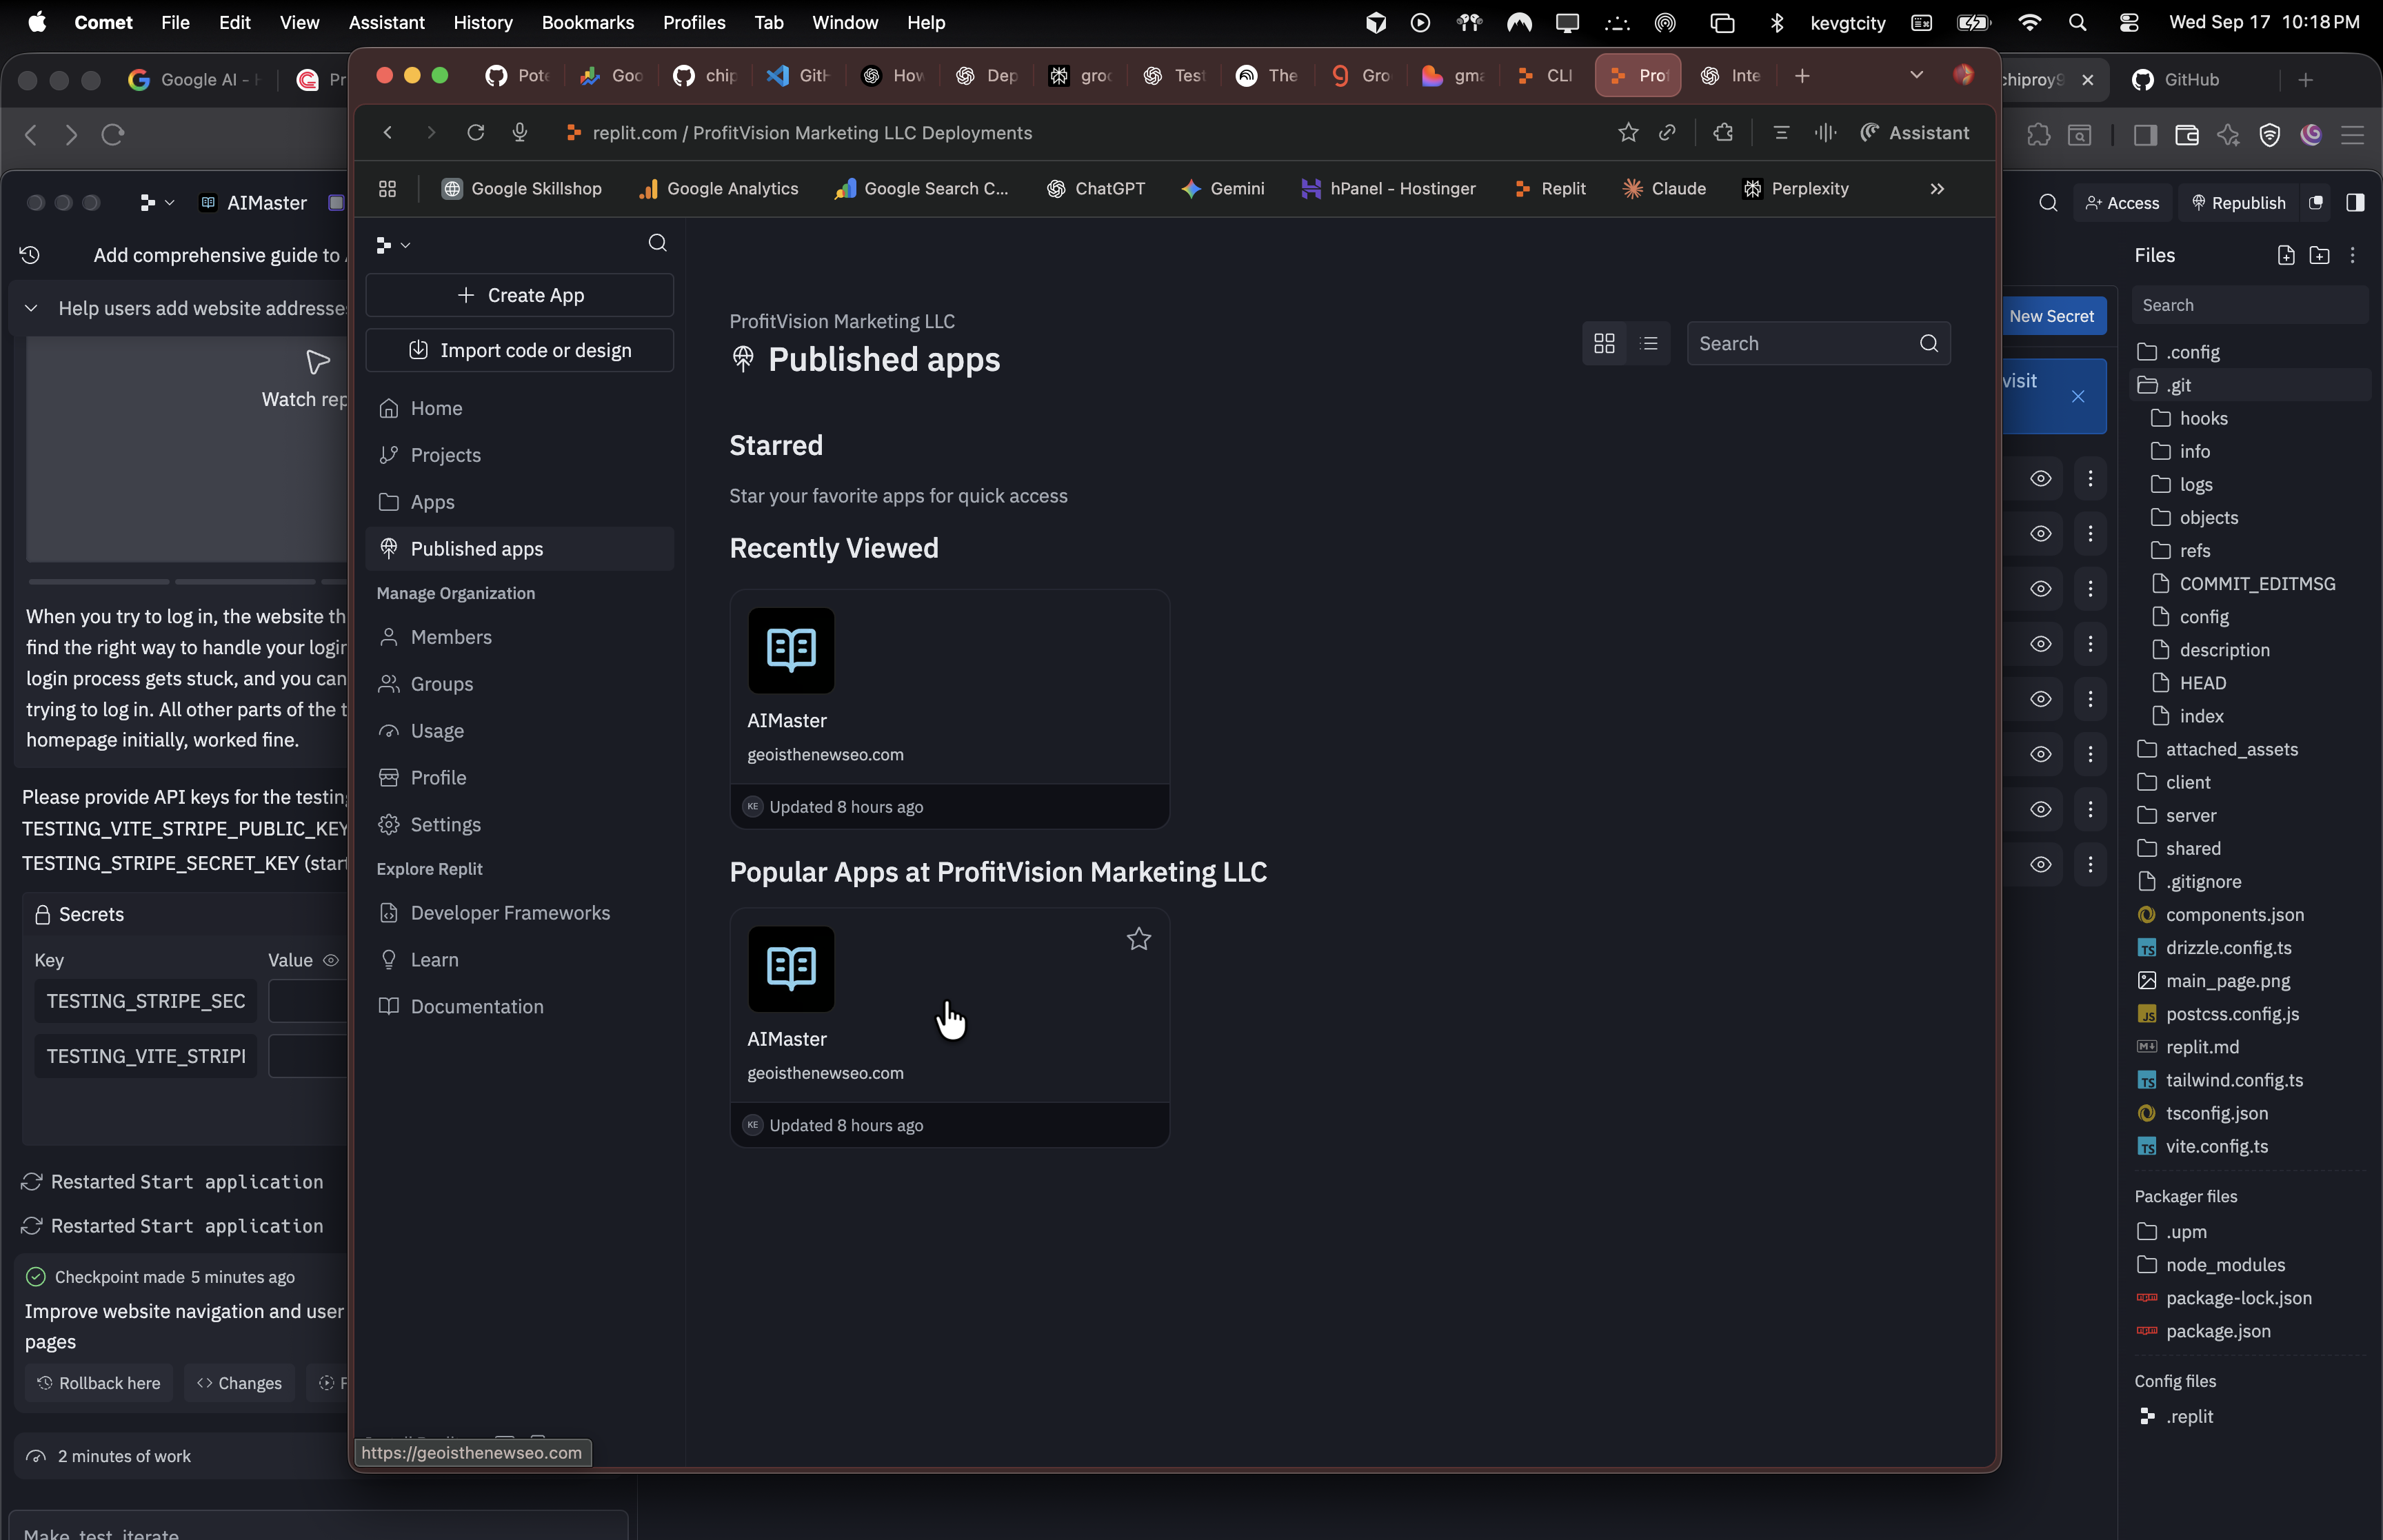 Comet File Edit View Assistant History Bookmarks Profiles Tab Window Help
kevgtcity Wed Sep 17 10:18 PM
Google AI - H
Pr
Pote
Goo
chip
GitH
How
Dep
groc
Test
The
Gro
gma
CLI
Prof
Inte
chiproy9
GitHub
replit.com / ProfitVision Marketing LLC Deployments
Assistant
Google Skillshop
Google Analytics
Google Search C...
ChatGPT
Gemini
hPanel - Hostinger
Replit
Claude
Perplexity
AIMaster
Add comprehensive guide to
Help users add website addresses
Watch rep
When you try to log in, the website th
find the right way to handle your login
login process gets stuck, and you can
trying to log in. All other parts of the t
homepage initially, worked fine.
Please provide API keys for the testing
TESTING_VITE_STRIPE_PUBLIC_KEY
TESTING_STRIPE_SECRET_KEY (start
Secrets
Key Value
TESTING_STRIPE_SEC
TESTING_VITE_STRIPI
Restarted Start application
Restarted Start application
Checkpoint made 5 minutes ago
Improve website navigation and user
pages
Rollback here
Changes
2 minutes of work
Make, test, iterate
Create App
Import code or design
Home
Projects
Apps
Published apps
Manage Organization
Members
Groups
Usage
Profile
Settings
Explore Replit
Developer Frameworks
Learn
Documentation
https://geoisthenewseo.com
ProfitVision Marketing LLC
Published apps
Search
Starred
Star your favorite apps for quick access
Recently Viewed
AIMaster
geoisthenewseo.com
KE Updated 8 hours ago
Popular Apps at ProfitVision Marketing LLC
AIMaster
geoisthenewseo.com
KE Updated 8 hours ago
Access
Republish
New Secret
visit
Files
Search
.config
.git
hooks
info
logs
objects
refs
COMMIT_EDITMSG
config
description
HEAD
index
attached_assets
client
server
shared
.gitignore
components.json
drizzle.config.ts
main_page.png
postcss.config.js
replit.md
tailwind.config.ts
tsconfig.json
vite.config.ts
Packager files
.upm
node_modules
package-lock.json
package.json
Config files
.replit